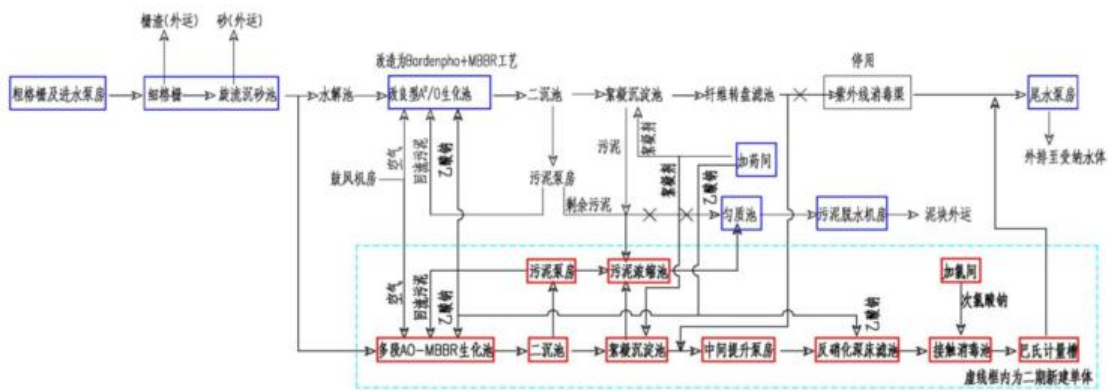 栅渣(外运)
砂(外运)
改造为Bardenpho+MBBR工艺
停用
粗格栅及进水泵房
细格栅
旋流沉砂池
水解池
改良型A²/O生化池
二沉池
絮凝沉淀池
纤维转盘滤池
紫外线消毒渠
尾水泵房
空气
回流污泥
乙酸钠
污泥
絮凝剂
絮凝剂
乙酸钠
加药间
外排至受纳水体
鼓风机房
污泥泵房
剩余污泥
匀质池
污泥脱水机房
泥块外运
污泥泵房
污泥浓缩池
加氯间
空气
回流污泥
乙酸钠
乙酸钠
次氯酸钠
多段AO-MBBR生化池
二沉池
絮凝沉淀池
中间提升泵房
反硝化深床滤池
接触消毒池
巴氏计量槽
虚线框内为二期新建单体